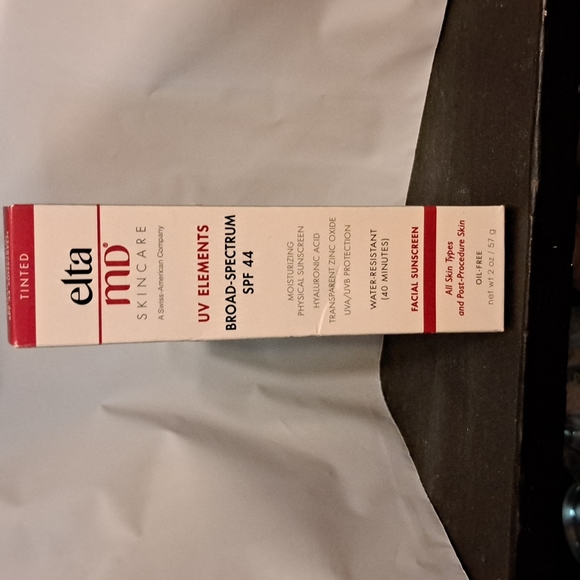 TINTED
elta
MD®
SKINCARE
A Swiss-American Company
UV ELEMENTS
BROAD-SPECTRUM
SPF 44
MOISTURIZING
PHYSICAL SUNSCREEN
HYALURONIC ACID
TRANSPARENT ZINC OXIDE
UVA/UVB PROTECTION
WATER-RESISTANT
(40 MINUTES)
FACIAL SUNSCREEN
All Skin Types
and Post-Procedure Skin
OIL-FREE
net wt 2 oz / 57 g